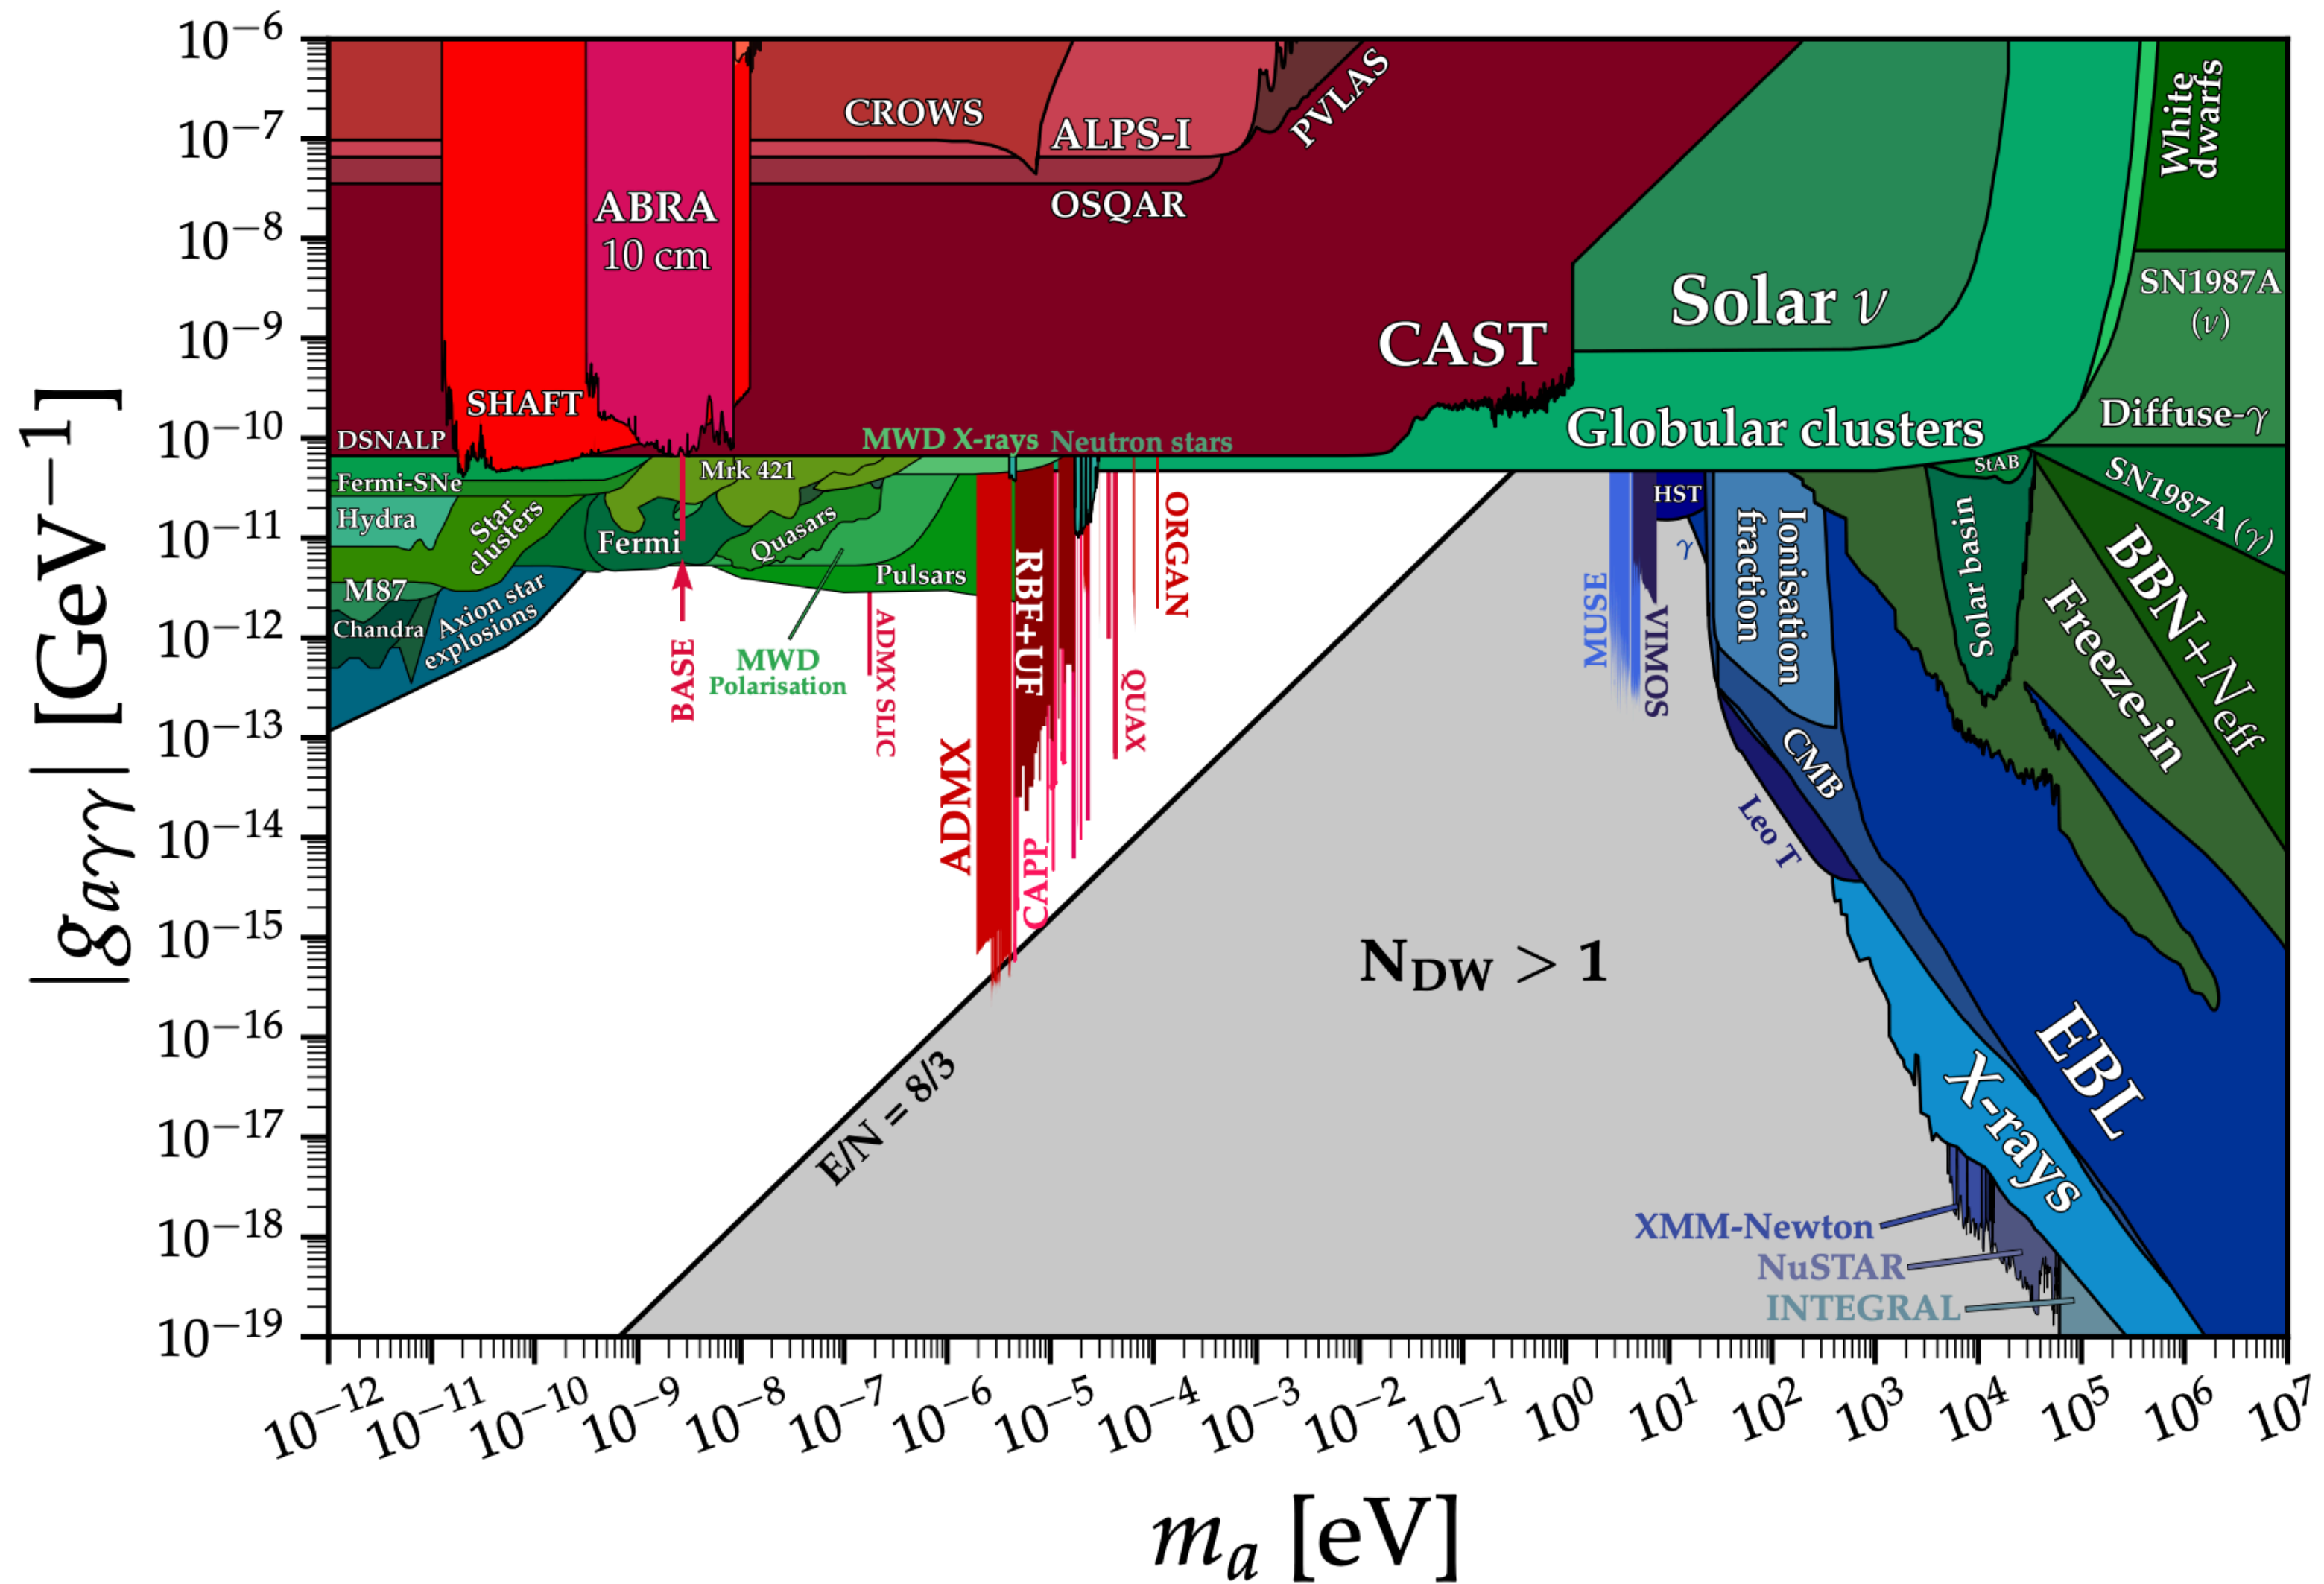 |g_{aγγ}| [GeV⁻¹]
10⁻⁶
10⁻⁷
10⁻⁸
10⁻⁹
10⁻¹⁰
10⁻¹¹
10⁻¹²
10⁻¹³
10⁻¹⁴
10⁻¹⁵
10⁻¹⁶
10⁻¹⁷
10⁻¹⁸
10⁻¹⁹
CROWS
ALPS-I
PVLAS
OSQAR
White
dwarfs
ABRA
10 cm
SHAFT
CAST
Solar ν
SN1987A
(ν)
Globular clusters
Diffuse-γ
DSNALP
MWD X-rays
Neutron stars
Fermi-SNe
Mrk 421
Hydra
Star
clusters
Fermi
Quasars
Pulsars
M87
Chandra
Axion star
explosions
BASE
MWD
Polarisation
ADMX SLIC
ADMX
RBF+UF
CAPP
QUAX
ORGAN
MUSE
VIMOS
HST
γ
Ionisation
fraction
StAB
Solar basin
SN1987A (γ)
BBN+N_{eff}
Freeze-in
CMB
Leo T
EBL
X-rays
N_{DW} > 1
E/N = 8/3
XMM-Newton
NuSTAR
INTEGRAL
10⁻¹²
10⁻¹¹
10⁻¹⁰
10⁻⁹
10⁻⁸
10⁻⁷
10⁻⁶
10⁻⁵
10⁻⁴
10⁻³
10⁻²
10⁻¹
10⁰
10¹
10²
10³
10⁴
10⁵
10⁶
10⁷
m_a [eV]